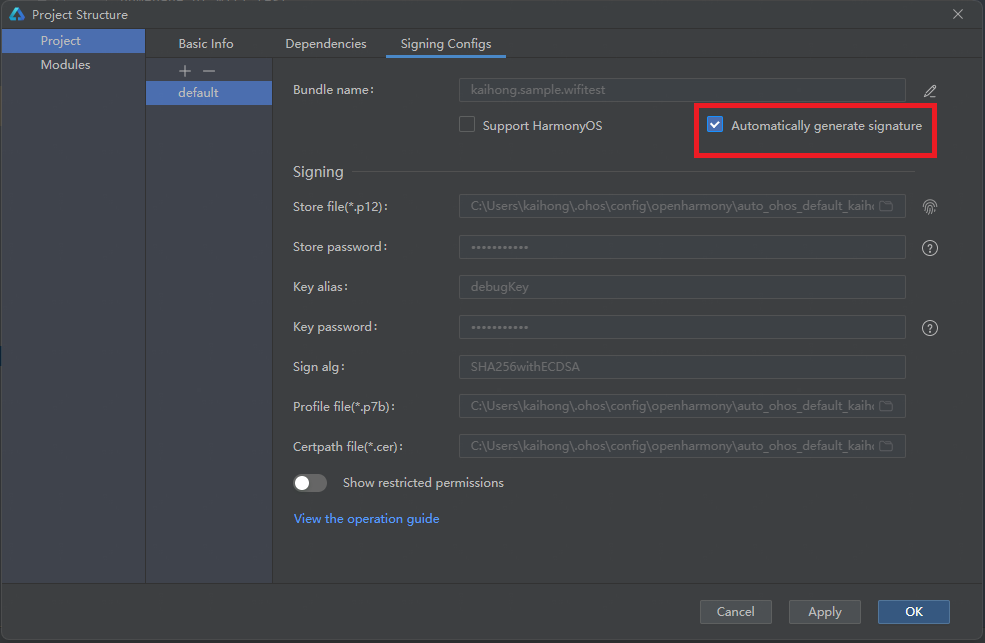 Project Structure
Project
Modules
default
Basic Info
Dependencies
Signing Configs
Bundle name:
kaihong.sample.wifitest
Support HarmonyOS
Automatically generate signature
Signing
Store file(*.p12):
C:\Users\kaihong\.ohos\config\openharmony\auto_ohos_default_kaih
Store password:
•••••••••••
Key alias:
debugKey
Key password:
•••••••••••
Sign alg:
SHA256withECDSA
Profile file(*.p7b):
C:\Users\kaihong\.ohos\config\openharmony\auto_ohos_default_kaih
Certpath file(*.cer):
C:\Users\kaihong\.ohos\config\openharmony\auto_ohos_default_kaih
Show restricted permissions
View the operation guide
Cancel
Apply
OK